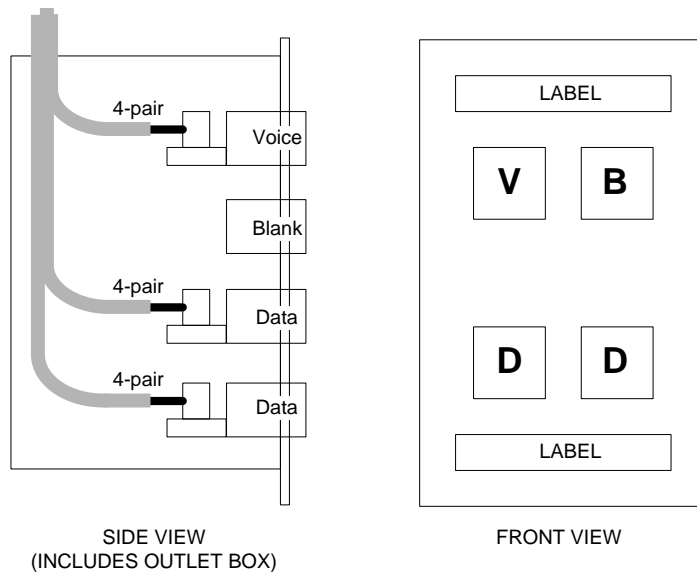 4-pair
Voice
Blank
4-pair
Data
4-pair
Data
SIDE VIEW
(INCLUDES OUTLET BOX)
LABEL
V B
D D
LABEL
FRONT VIEW